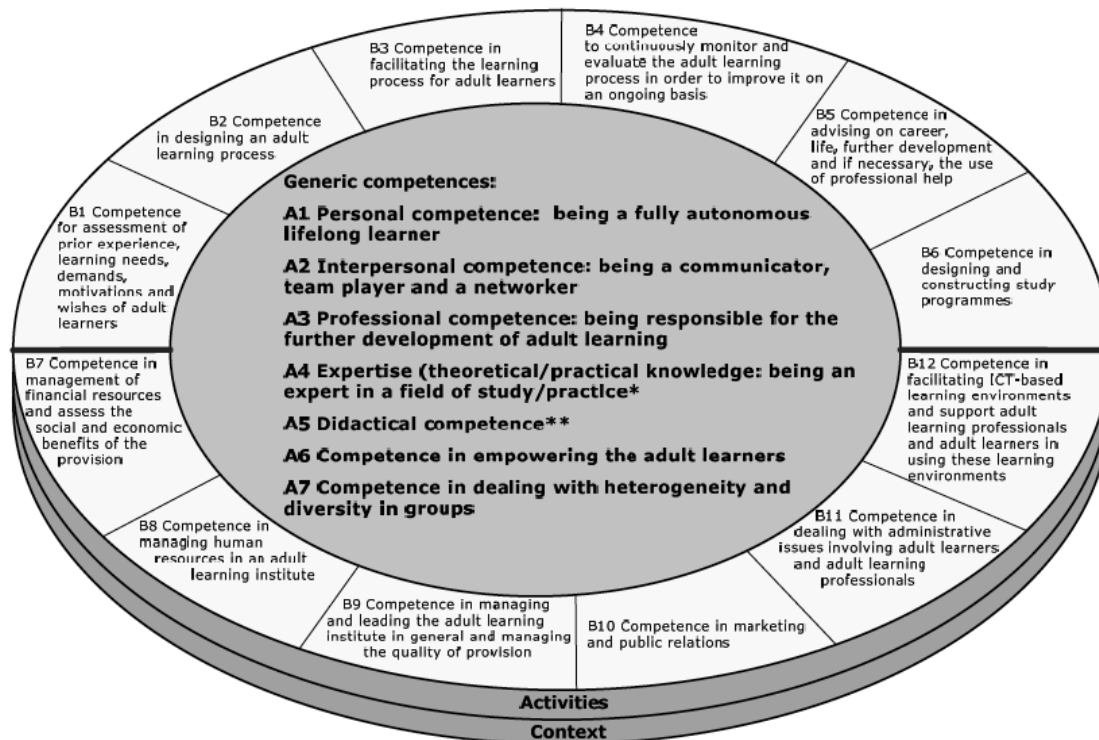 B1 Competence
for assessment of
prior experience,
learning needs,
demands,
motivations and
wishes of adult
learners
B2 Competence
in designing an adult
learning process
B3 Competence in
facilitating the learning
process for adult learners
B4 Competence
to continuously monitor and
evaluate the adult learning
process in order to improve it on
an ongoing basis
B5 Competence in
advising on career,
life, further development
and if necessary, the use
of professional help
B6 Competence in
designing and
constructing study
programmes
Generic competences:
A1 Personal competence: being a fully autonomous
lifelong learner
A2 Interpersonal competence: being a communicator,
team player and a networker
A3 Professional competence: being responsible for the
further development of adult learning
A4 Expertise (theoretical/practical knowledge: being an
expert in a field of study/practice*
A5 Didactical competence**
A6 Competence in empowering the adult learners
A7 Competence in dealing with heterogeneity and
diversity in groups
B7 Competence in
management of
financial resources
and assess the
social and economic
benefits of the
provision
B8 Competence in
managing human
resources in an adult
learning institute
B9 Competence in managing
and leading the adult learning
institute in general and managing
the quality of provision
B10 Competence in marketing
and public relations
B11 Competence in
dealing with administrative
issues involving adult learners
and adult learning
professionals
B12 Competence in
facilitating ICT-based
learning environments
and support adult
learning professionals
and adult learners in
using these learning
environments
Activities
Context